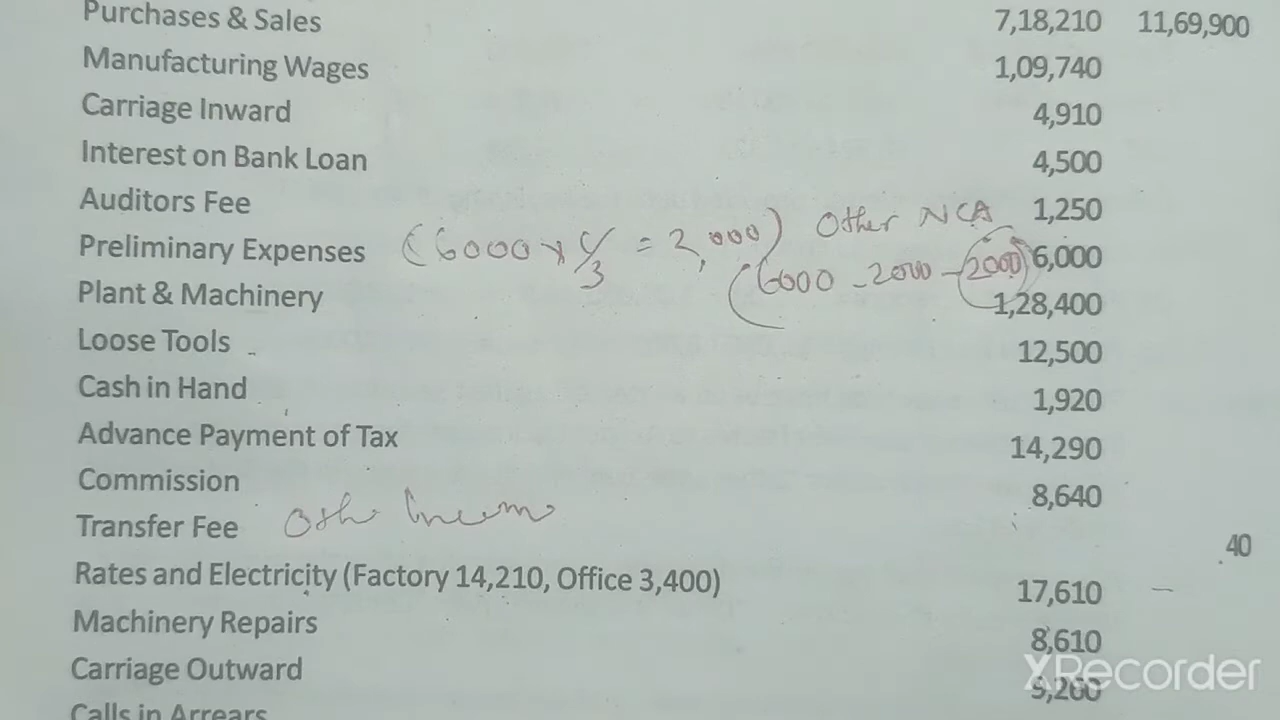 Purchases & Sales 7,18,210 11,69,900
Manufacturing Wages 1,09,740
Carriage Inward 4,910
Interest on Bank Loan 4,500
Auditors Fee 1,250
Other NCA
Preliminary Expenses (6000 x 1/3 = 2,000) 6,000
(6000 - 2000 - 2000)
Plant & Machinery 1,28,400
Loose Tools 12,500
Cash in Hand 1,920
Advance Payment of Tax 14,290
Commission 8,640
Transfer Fee Other Income 40
Rates and Electricity (Factory 14,210, Office 3,400) 17,610 -
Machinery Repairs 8,610
Carriage Outward 5,260
Calls in Arrears
XRecorder